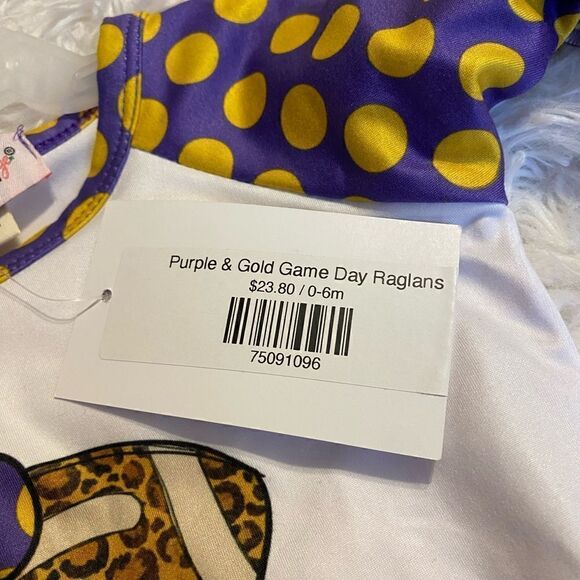 Purple & Gold Game Day Raglans
$23.80 / 0-6m
75091096